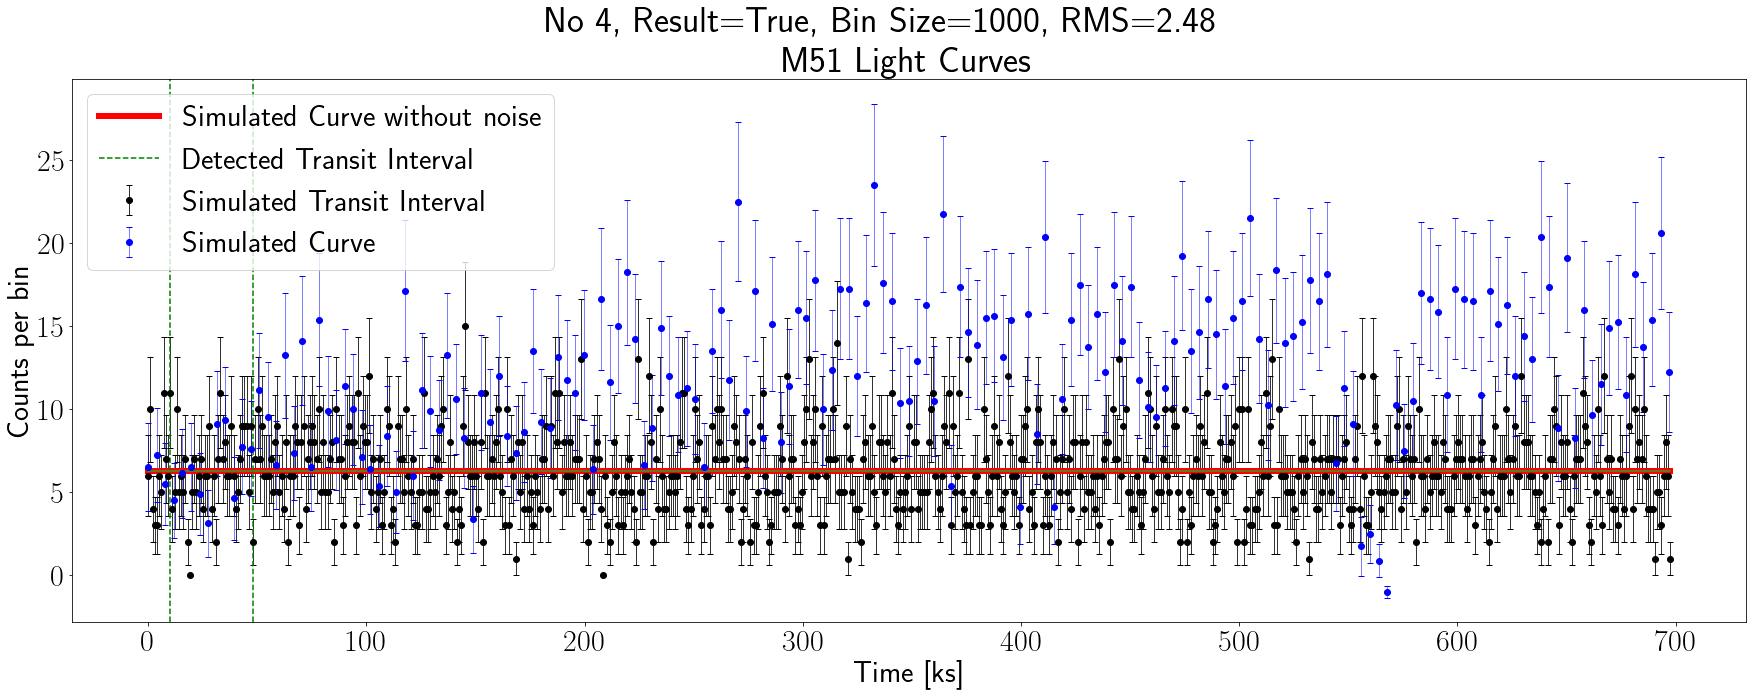 No 4, Result=True, Bin Size=1000, RMS=2.48
M51 Light Curves
Simulated Curve without noise
Detected Transit Interval
Simulated Transit Interval
Simulated Curve
Counts per bin
25
20
15
10
5
0
0 100 200 300 400 500 600 700
Time [ks]